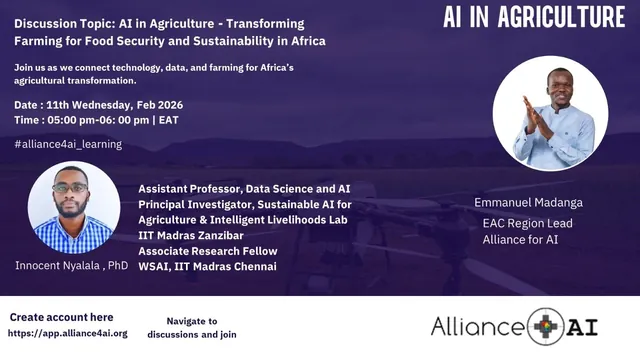 AI IN AGRICULTURE
Discussion Topic: AI in Agriculture - Transforming
Farming for Food Security and Sustainability in Africa
Join us as we connect technology, data, and farming for Africa's
agricultural transformation.
Date : 11th Wednesday, Feb 2026
Time : 05:00 pm-06: 00 pm | EAT
#alliance4ai_learning
Assistant Professor, Data Science and AI
Principal Investigator, Sustainable AI for
Agriculture & Intelligent Livelihoods Lab
IIT Madras Zanzibar
Associate Research Fellow
WSAI, IIT Madras Chennai
Innocent Nyalala , PhD
Emmanuel Madanga
EAC Region Lead
Alliance for AI
Create account here
https://app.alliance4ai.org
Navigate to
discussions and join
Alliance AI